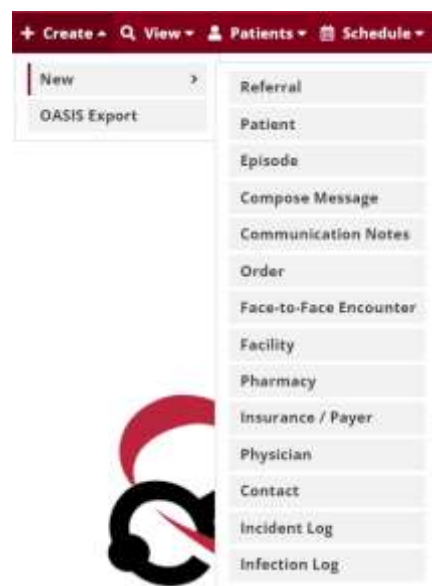 Create View Patients Schedule
New
OASIS Export
Referral
Patient
Episode
Compose Message
Communication Notes
Order
Face-to-Face Encounter
Facility
Pharmacy
Insurance / Payer
Physician
Contact
Incident Log
Infection Log